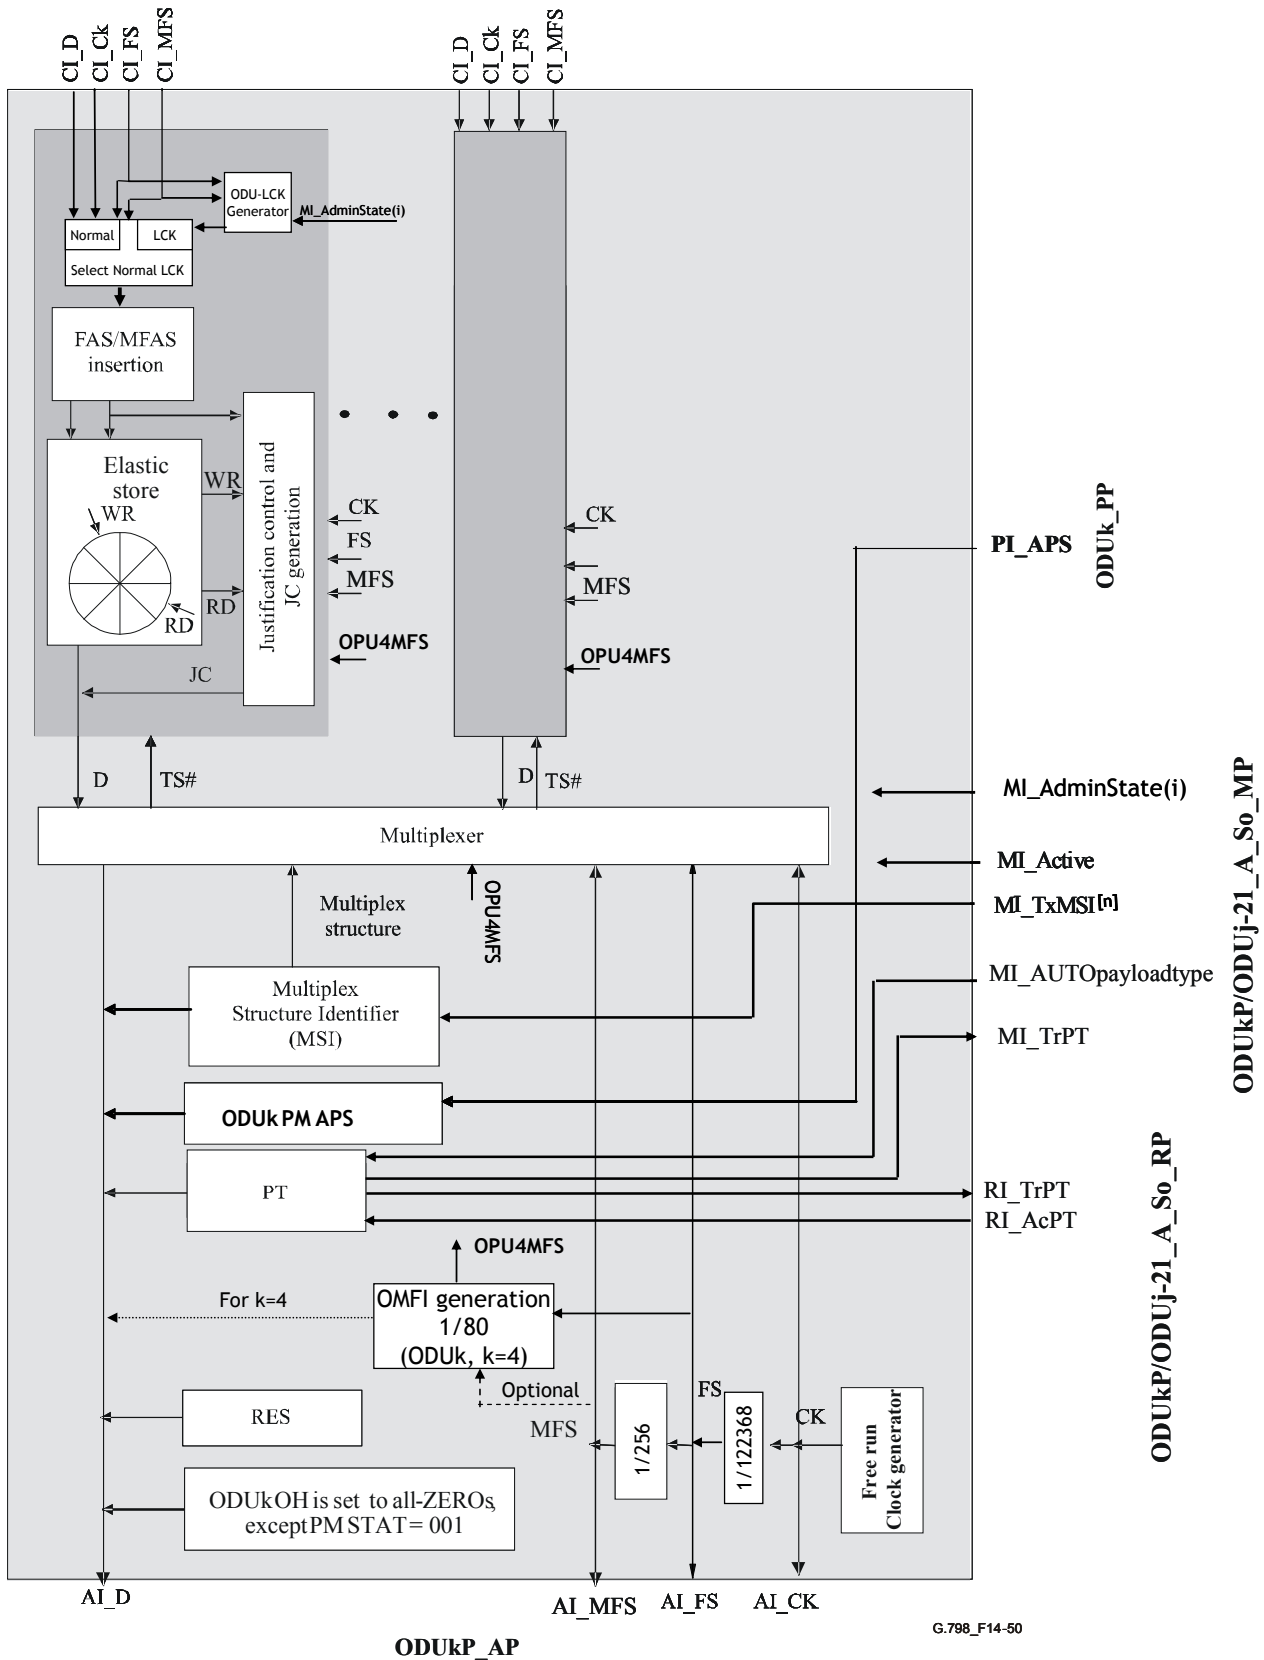 CI_D
CI_Ck
CI_FS
CI_MFS
CI_D
CI_Ck
CI_FS
CI_MFS
ODU-LCK
Generator
MI_AdminState(i)
Normal
LCK
Select Normal LCK
FAS/MFAS
insertion
Elastic
store
WR
RD
WR
RD
Justification control and
JC generation
JC
CK
FS
MFS
OPU4MFS
CK
MFS
OPU4MFS
PI_APS
ODUk_PP
D
TS#
D
TS#
Multiplexer
MI_AdminState(i)
MI_Active
MI_TxMSI[n]
MI_AUTOpayloadtype
MI_TrPT
ODUkP/ODUj-21_A_So_MP
Multiplex
structure
OPU4MFS
Multiplex
Structure Identifier
(MSI)
ODUk PM APS
PT
RI_TrPT
RI_AcPT
ODUkP/ODUj-21_A_So_RP
OPU4MFS
For k=4
OMFI generation
1/80
(ODUk, k=4)
Optional
MFS
FS
CK
1/256
1/122368
Free run
Clock generator
RES
ODUkOH is set to all-ZEROs,
except PM STAT = 001
AI_D
AI_MFS
AI_FS
AI_CK
G.798_F14-50
ODUkP_AP